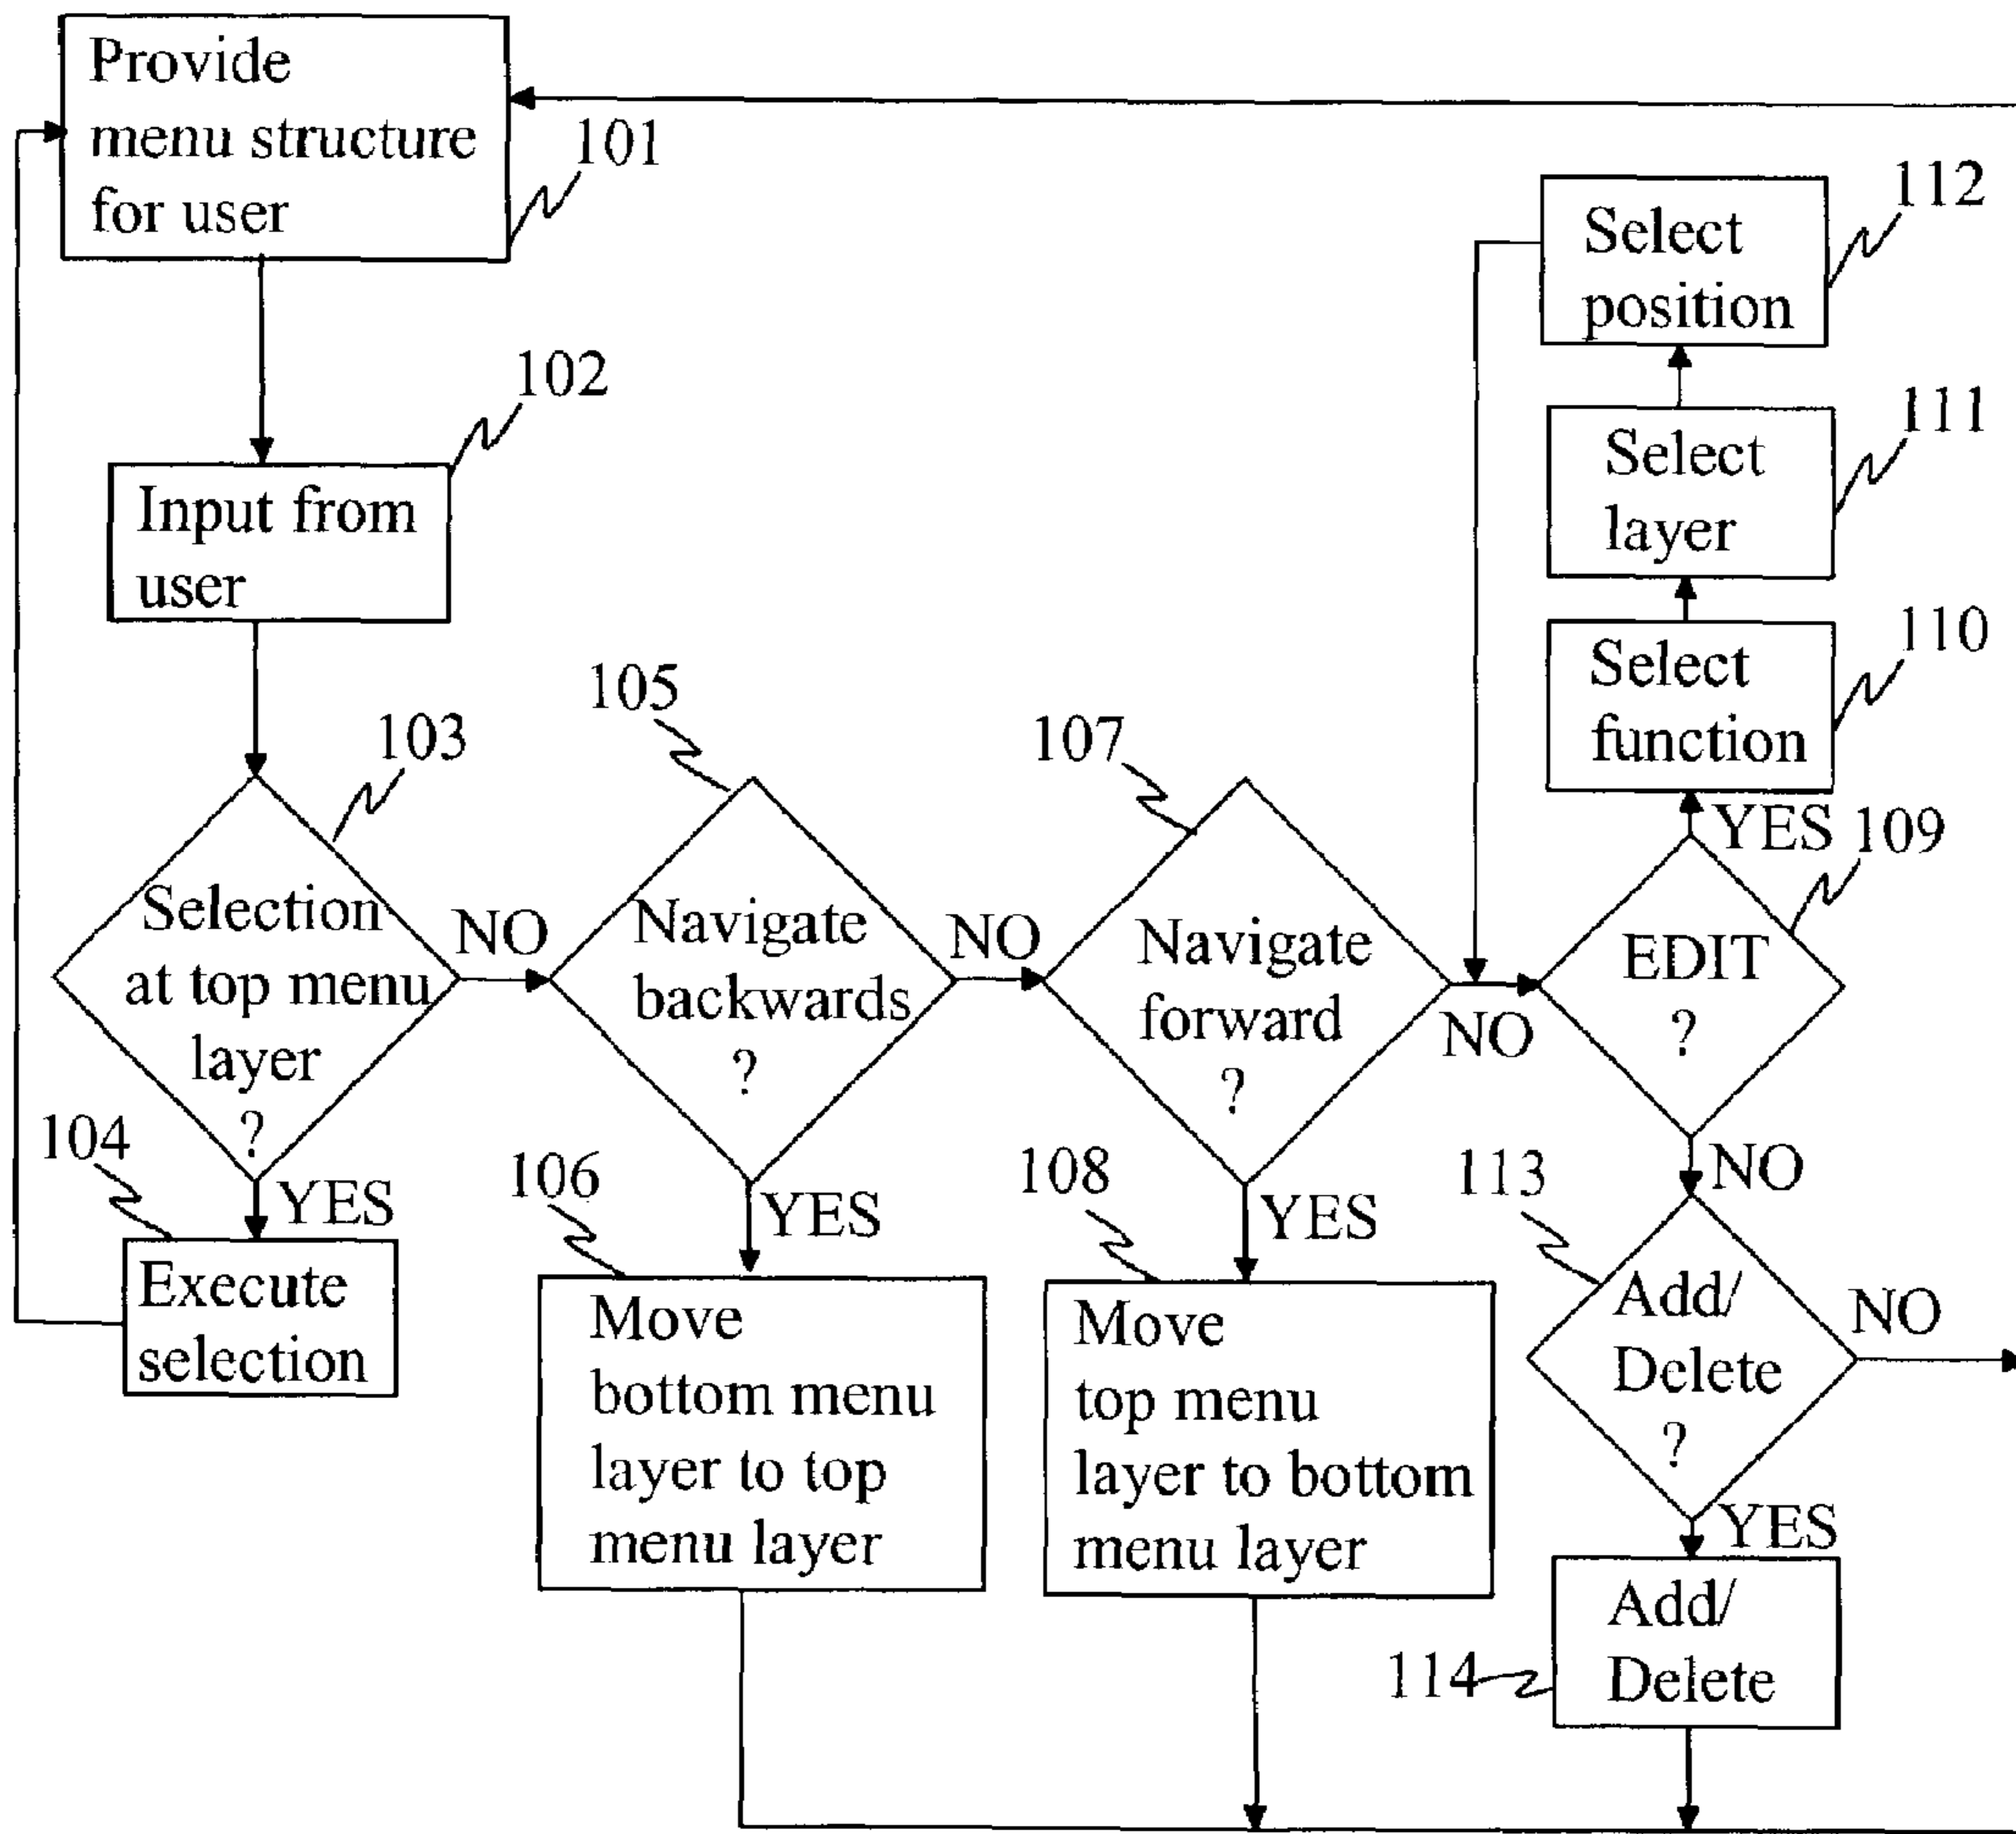 Provide
menu structure
for user
101
112
Select
position
102
111
Select
layer
Input from
user
110
Select
function
103
105
107
YES
109
Selection
at top menu
layer
?
NO
Navigate
backwards
?
NO
Navigate
forward
?
NO
EDIT
?
104
YES
106
YES
108
YES
113
NO
Execute
selection
Move
bottom menu
layer to top
menu layer
Move
top menu
layer to bottom
menu layer
Add/
Delete
?
NO
YES
114
Add/
Delete